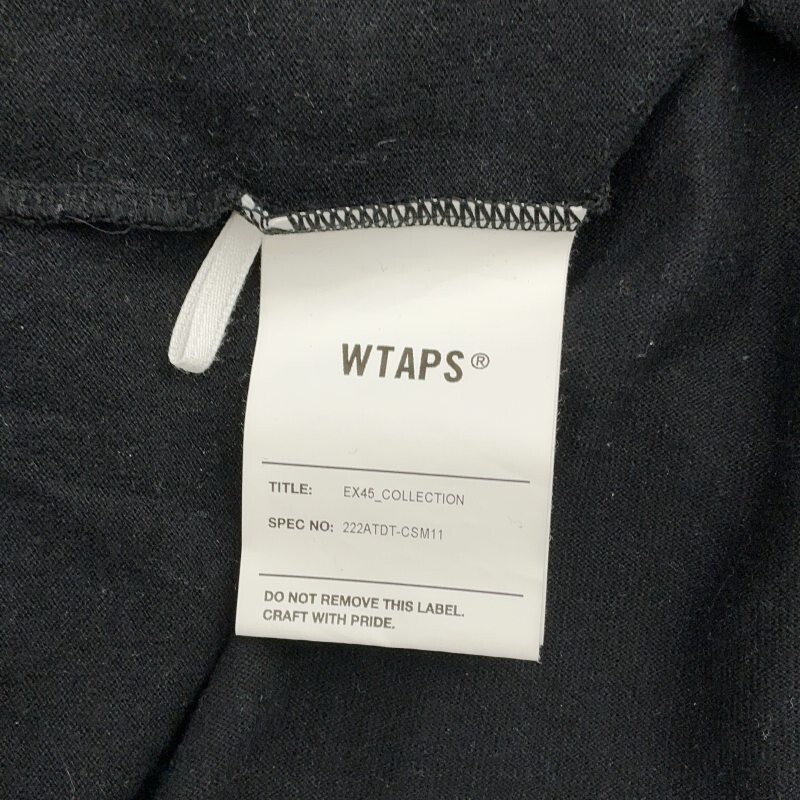 WTAPS®
TITLE: EX45_COLLECTION
SPEC NO: 222ATDT-CSM11
DO NOT REMOVE THIS LABEL.
CRAFT WITH PRIDE.